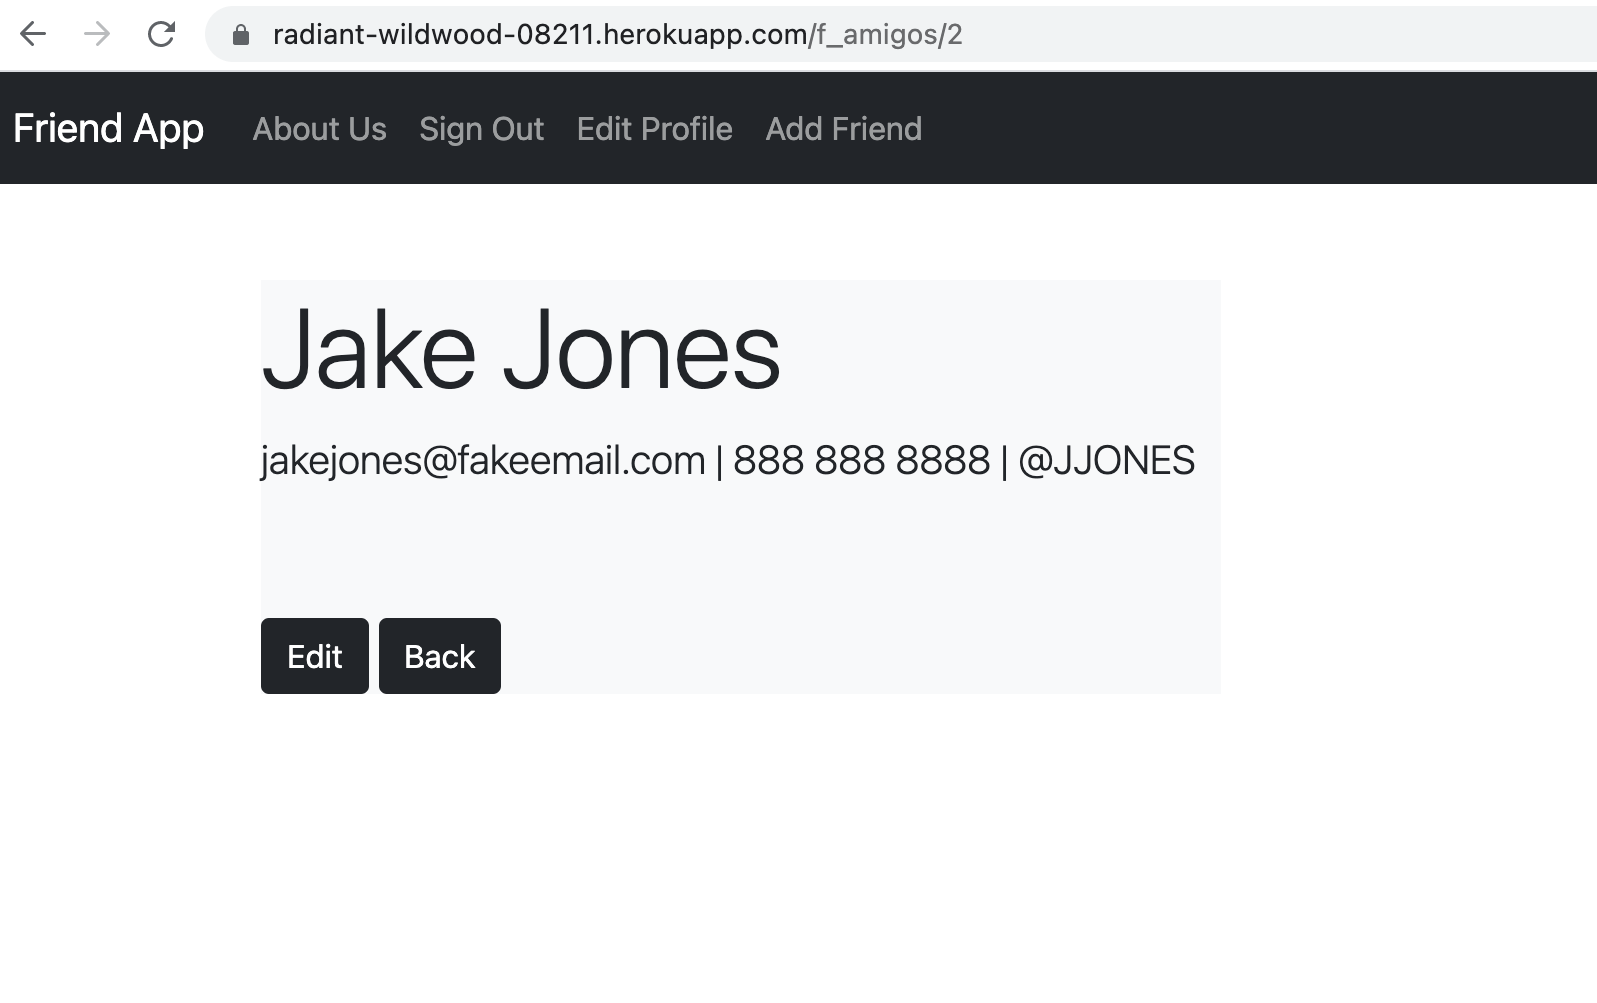 radiant-wildwood-08211.herokuapp.com/f_amigos/2
Friend App About Us Sign Out Edit Profile Add Friend
Jake Jones
jakejones@fakeemail.com | 888 888 8888 | @JJONES
Edit Back